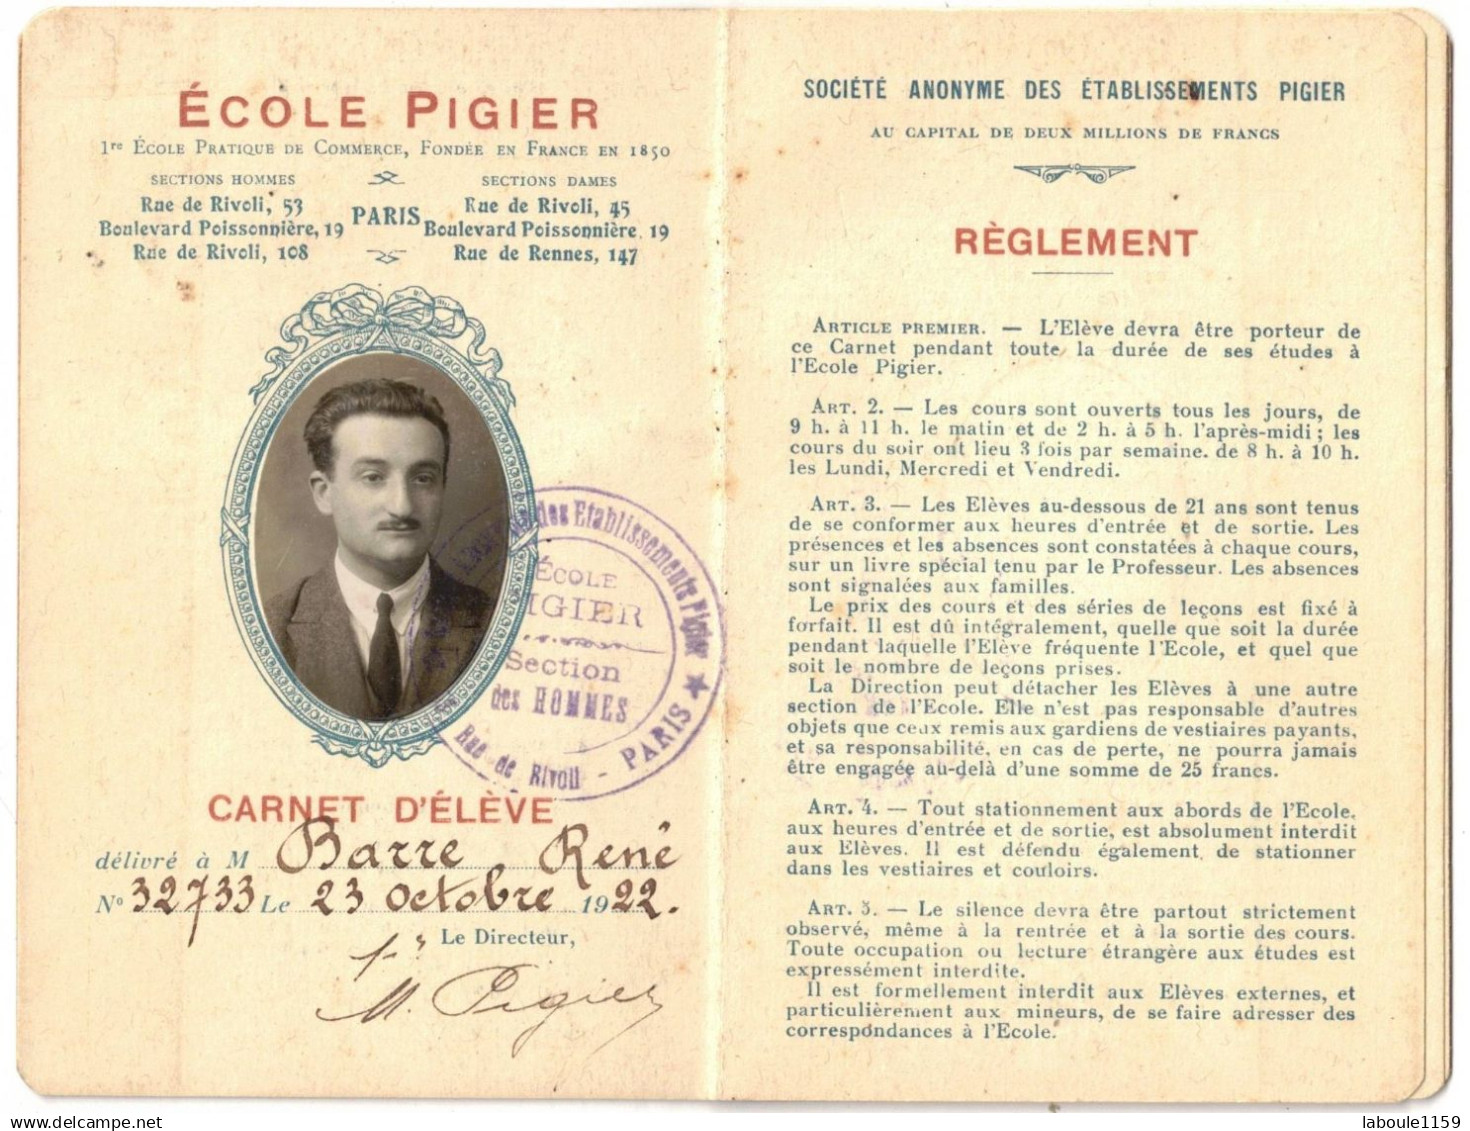 ÉCOLE PIGIER
1re ÉCOLE PRATIQUE DE COMMERCE, FONDÉE EN FRANCE EN 1850
SECTIONS HOMMES
Rue de Rivoli, 53
Boulevard Poissonnière, 19
Rue de Rivoli, 108
PARIS
SECTIONS DAMES
Rue de Rivoli, 45
Boulevard Poissonnière, 19
Rue de Rennes, 147
des Etablissements Pigier
ÉCOLE
PIGIER
Section
des HOMMES
Rue de Rivoli - PARIS ★
CARNET D'ÉLÈVE
délivré à M Barre René
No 32733 Le 23 octobre 1922.
Le Directeur,
M. Pigier
SOCIÉTÉ ANONYME DES ÉTABLISSEMENTS PIGIER
AU CAPITAL DE DEUX MILLIONS DE FRANCS
RÈGLEMENT
ARTICLE PREMIER. — L'Elève devra être porteur de
ce Carnet pendant toute la durée de ses études à
l'Ecole Pigier.
ART. 2. — Les cours sont ouverts tous les jours, de
9 h. à 11 h. le matin et de 2 h. à 5 h. l'après-midi ; les
cours du soir ont lieu 3 fois par semaine. de 8 h. à 10 h.
les Lundi, Mercredi et Vendredi.
ART. 3. — Les Elèves au-dessous de 21 ans sont tenus
de se conformer aux heures d'entrée et de sortie. Les
présences et les absences sont constatées à chaque cours,
sur un livre spécial tenu par le Professeur. Les absences
sont signalées aux familles.
Le prix des cours et des séries de leçons est fixé à
forfait. Il est dû intégralement, quelle que soit la durée
pendant laquelle l'Elève fréquente l'Ecole, et quel que
soit le nombre de leçons prises.
La Direction peut détacher les Elèves à une autre
section de l'Ecole. Elle n'est pas responsable d'autres
objets que ceux remis aux gardiens de vestiaires payants,
et sa responsabilité, en cas de perte, ne pourra jamais
être engagée au-delà d'une somme de 25 francs.
ART. 4. — Tout stationnement aux abords de l'Ecole,
aux heures d'entrée et de sortie, est absolument interdit
aux Elèves. Il est défendu également, de stationner
dans les vestiaires et couloirs.
ART. 5. — Le silence devra être partout strictement
observé, même à la rentrée et à la sortie des cours.
Toute occupation ou lecture étrangère aux études est
expressément interdite.
Il est formellement interdit aux Elèves externes, et
particulièrement aux mineurs, de se faire adresser des
correspondances à l'Ecole.
laboule1159